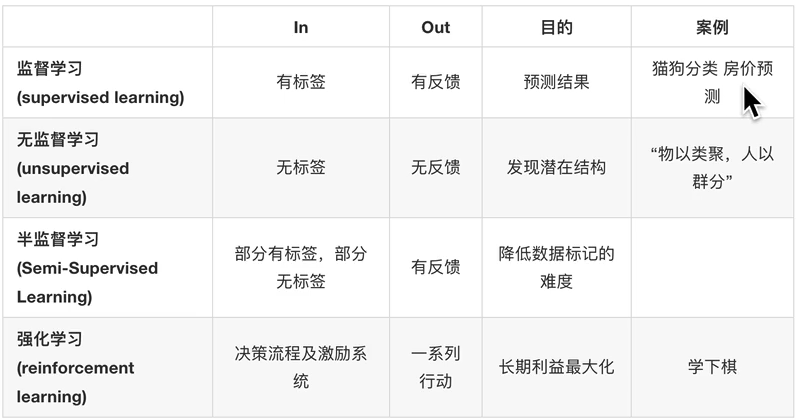 In Out 目的 案例
监督学习
(supervised learning)
有标签
有反馈
预测结果
猫狗分类 房价预
测
无监督学习
(unsupervised
learning)
无标签
无反馈
发现潜在结构
“物以类聚，人以
群分”
半监督学习
(Semi-Supervised
Learning)
部分有标签，部分
无标签
有反馈
降低数据标记的
难度
强化学习
(reinforcement
learning)
决策流程及激励系
统
一系列
行动
长期利益最大化
学下棋